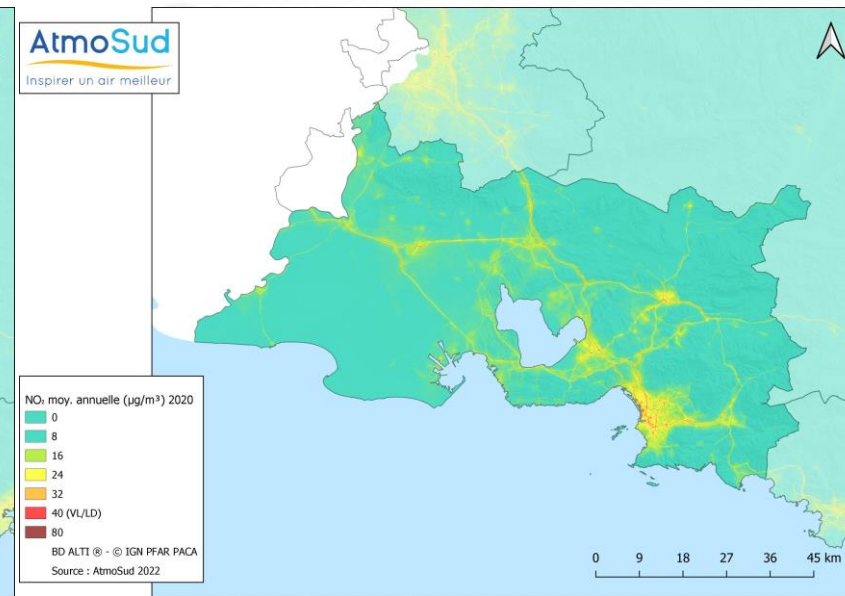 AtmoSud
Inspirer un air meilleur
NO₂ moy. annuelle (µg/m³) 2020
0
8
16
24
32
40 (VL/LD)
80
BD ALTI ® - © IGN PFAR PACA
Source : AtmoSud 2022
0 9 18 27 36 45 km